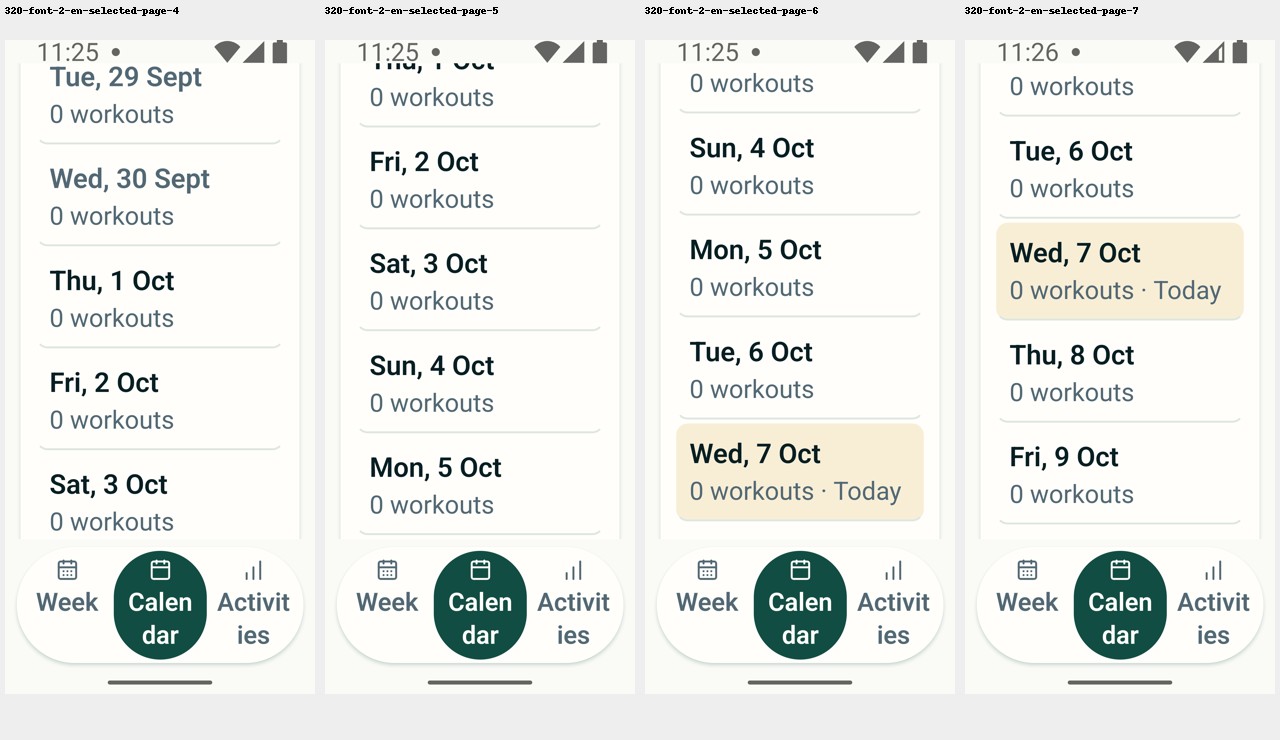 320-font-2-en-selected-page-4
11:25
Tue, 29 Sept
0 workouts
Wed, 30 Sept
0 workouts
Thu, 1 Oct
0 workouts
Fri, 2 Oct
0 workouts
Sat, 3 Oct
0 workouts
Week
Calen
dar
Activit
ies
320-font-2-en-selected-page-5
11:25
Thu, 1 Oct
0 workouts
Fri, 2 Oct
0 workouts
Sat, 3 Oct
0 workouts
Sun, 4 Oct
0 workouts
Mon, 5 Oct
0 workouts
Week
Calen
dar
Activit
ies
320-font-2-en-selected-page-6
11:25
0 workouts
Sun, 4 Oct
0 workouts
Mon, 5 Oct
0 workouts
Tue, 6 Oct
0 workouts
Wed, 7 Oct
0 workouts · Today
Week
Calen
dar
Activit
ies
320-font-2-en-selected-page-7
11:26
0 workouts
Tue, 6 Oct
0 workouts
Wed, 7 Oct
0 workouts · Today
Thu, 8 Oct
0 workouts
Fri, 9 Oct
0 workouts
Week
Calen
dar
Activit
ies